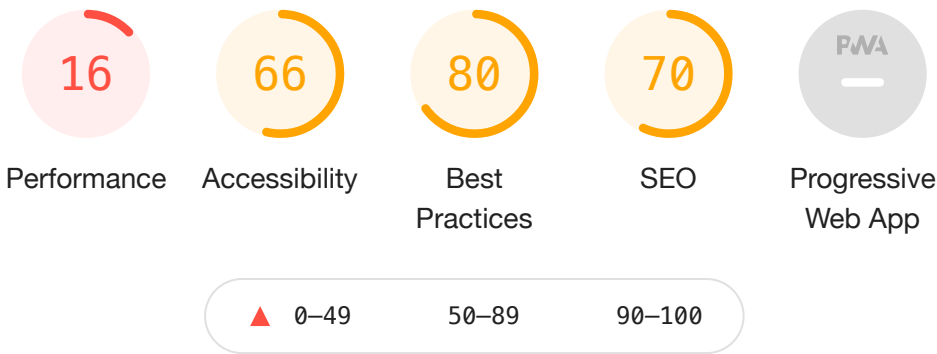 16 66 80 70 PWA
Performance Accessibility Best SEO Progressive
Practices Web App
0–49 50–89 90–100